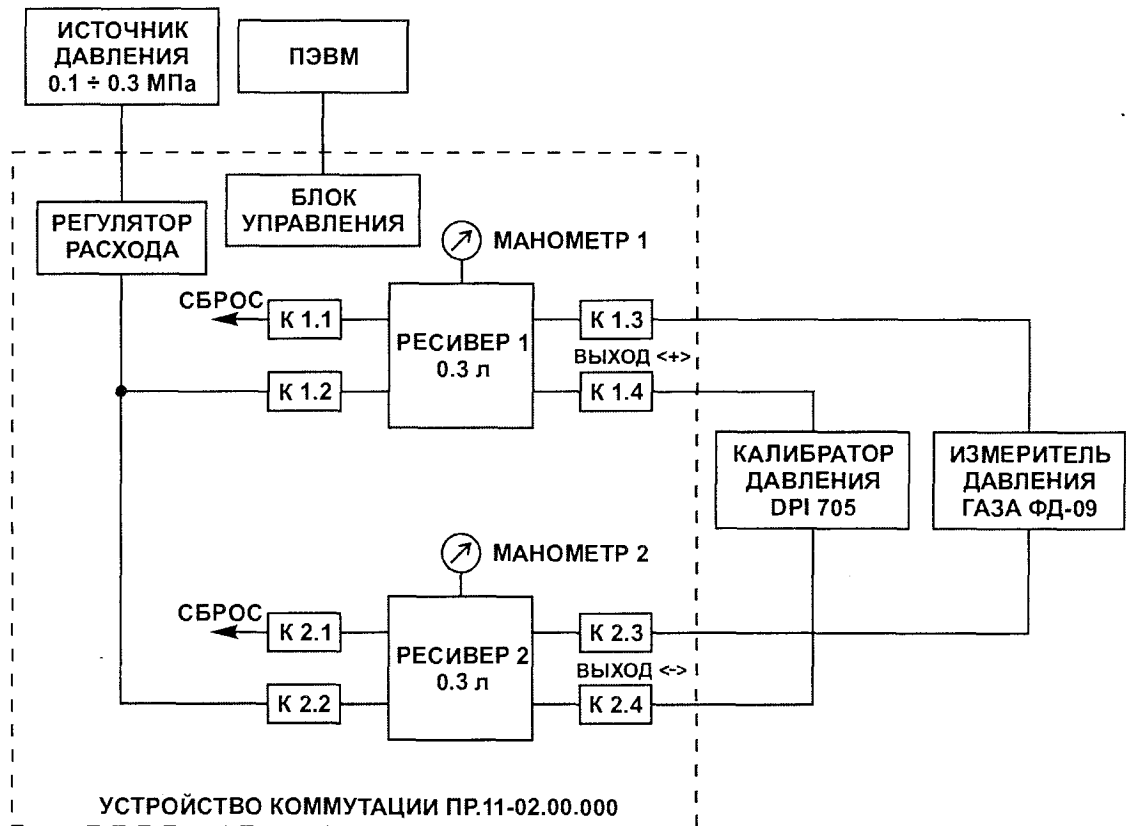 ИСТОЧНИК
ДАВЛЕНИЯ
0.1 ÷ 0.3 МПа
ПЭВМ
БЛОК
УПРАВЛЕНИЯ
РЕГУЛЯТОР
РАСХОДА
МАНОМЕТР 1
СБРОС
К 1.1
К 1.2
РЕСИВЕР 1
0.3 л
К 1.3
ВЫХОД <+>
К 1.4
КАЛИБРАТОР
ДАВЛЕНИЯ
DPI 705
ИЗМЕРИТЕЛЬ
ДАВЛЕНИЯ
ГАЗА ФД-09
МАНОМЕТР 2
СБРОС
К 2.1
К 2.2
РЕСИВЕР 2
0.3 л
К 2.3
ВЫХОД <->
К 2.4
УСТРОЙСТВО КОММУТАЦИИ ПР.11-02.00.000